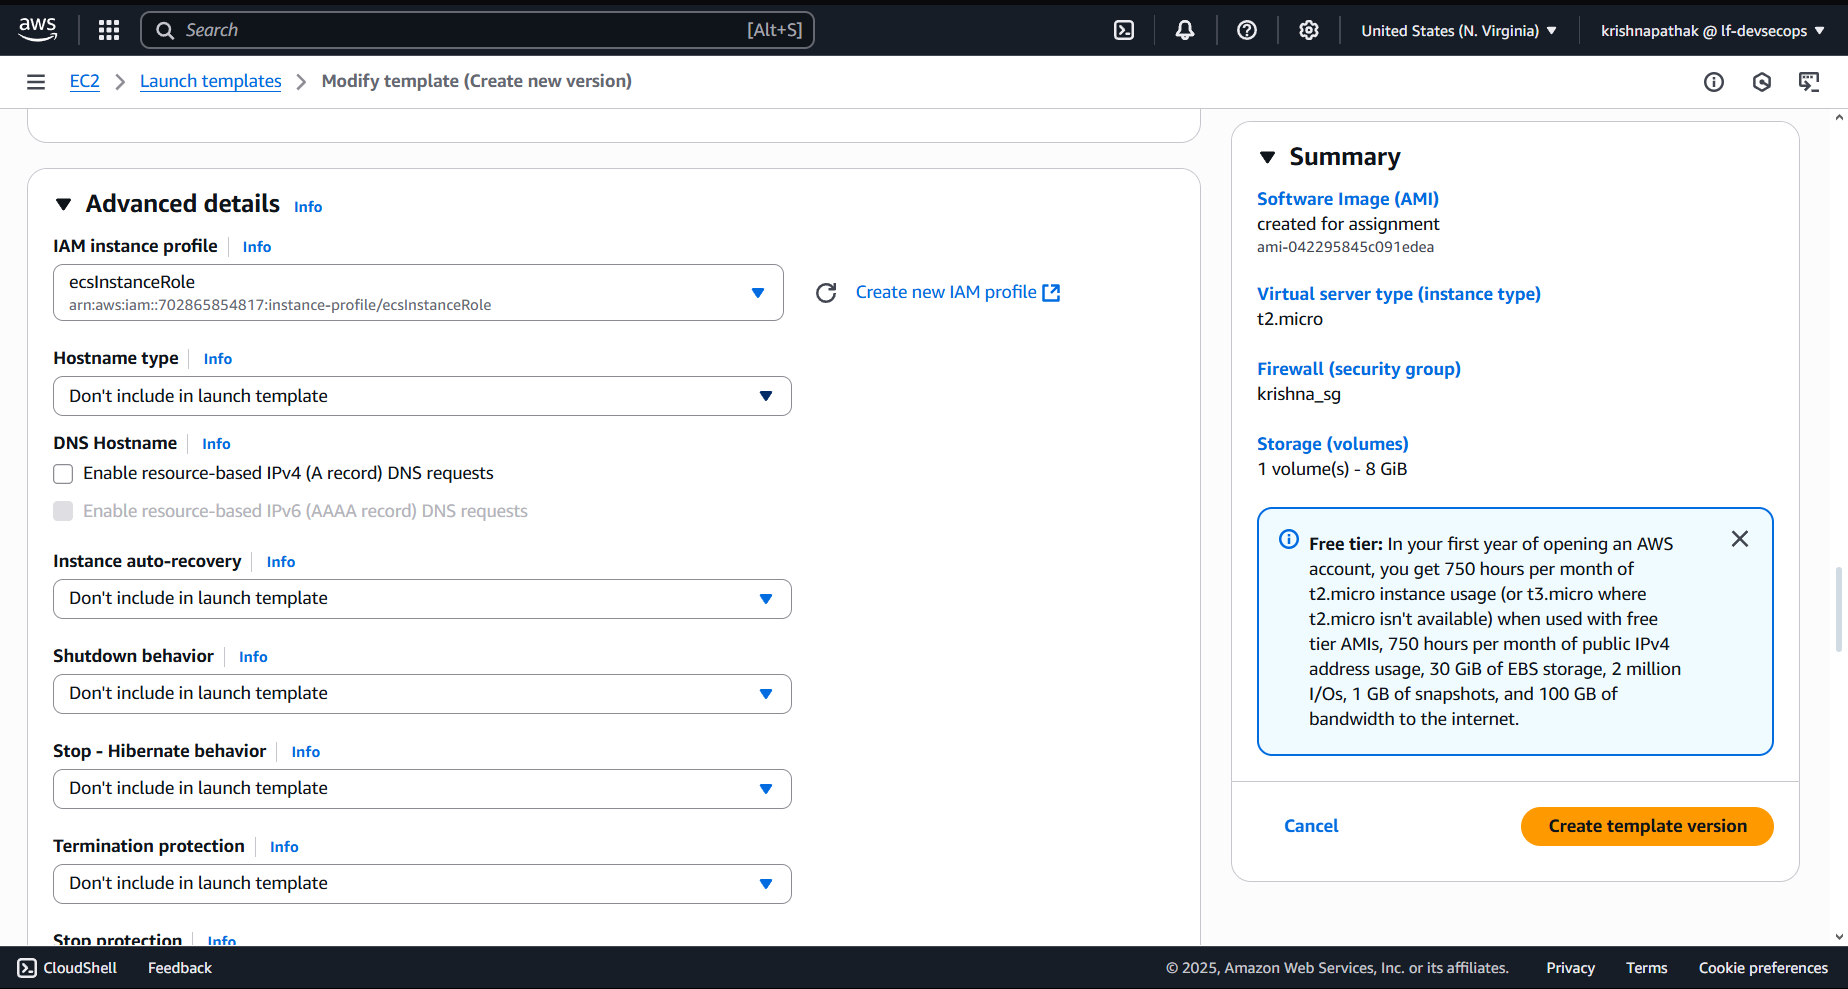 aws
Search [Alt+S]
United States (N. Virginia)
krishnapathak @ lf-devsecops
EC2 Launch templates Modify template (Create new version)
Advanced details Info
IAM instance profile Info
ecsInstanceRole
arn:aws:iam::702865854817:instance-profile/ecsInstanceRole
Create new IAM profile
Hostname type Info
Don't include in launch template
DNS Hostname Info
Enable resource-based IPv4 (A record) DNS requests
Enable resource-based IPv6 (AAAA record) DNS requests
Instance auto-recovery Info
Don't include in launch template
Shutdown behavior Info
Don't include in launch template
Stop - Hibernate behavior Info
Don't include in launch template
Termination protection Info
Don't include in launch template
Stop protection Info
Summary
Software Image (AMI)
created for assignment
ami-042295845c091edea
Virtual server type (instance type)
t2.micro
Firewall (security group)
krishna_sg
Storage (volumes)
1 volume(s) - 8 GiB
Free tier: In your first year of opening an AWS
account, you get 750 hours per month of
t2.micro instance usage (or t3.micro where
t2.micro isn't available) when used with free
tier AMIs, 750 hours per month of public IPv4
address usage, 30 GiB of EBS storage, 2 million
I/Os, 1 GB of snapshots, and 100 GB of
bandwidth to the internet.
Cancel
Create template version
CloudShell
Feedback
© 2025, Amazon Web Services, Inc. or its affiliates.
Privacy
Terms
Cookie preferences